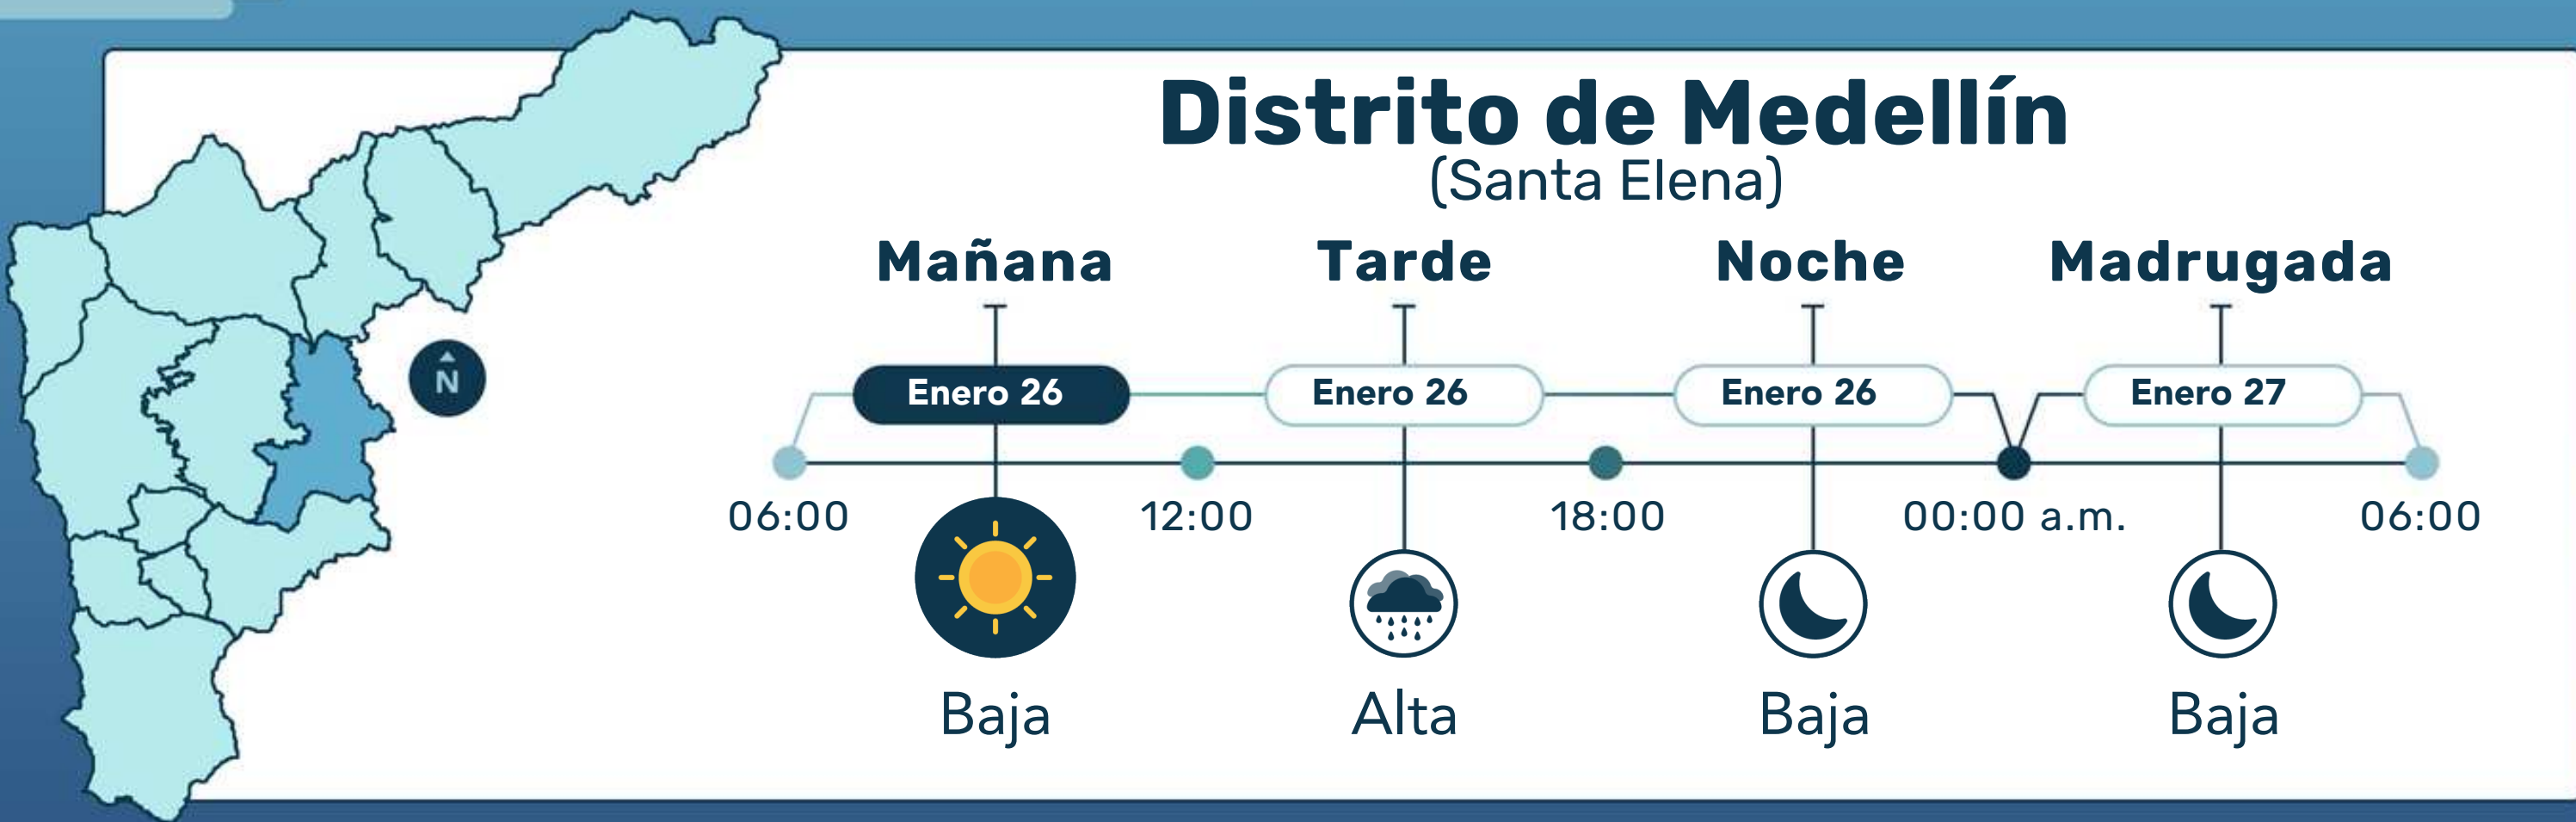 Distrito de Medellín
(Santa Elena)
Mañana Tarde Noche Madrugada
N
Enero 26 Enero 26 Enero 26 Enero 27
06:00 12:00 18:00 00:00 a.m. 06:00
Baja Alta Baja Baja